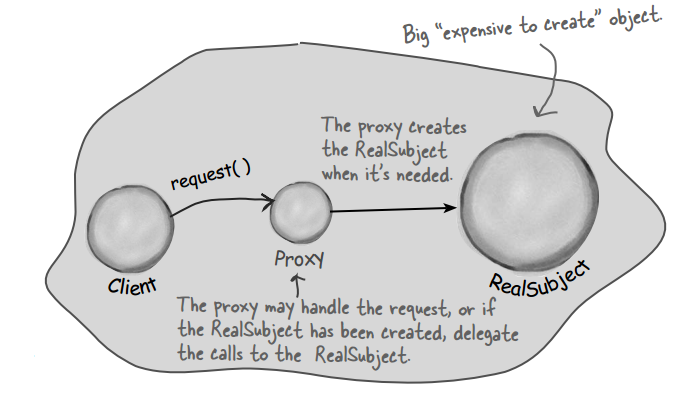 Big “expensive to create” object.
The proxy creates
the RealSubject
when it's needed.
request()
Client
Proxy
RealSubject
The proxy may handle the request, or if
the RealSubject has been created, delegate
the calls to the RealSubject.